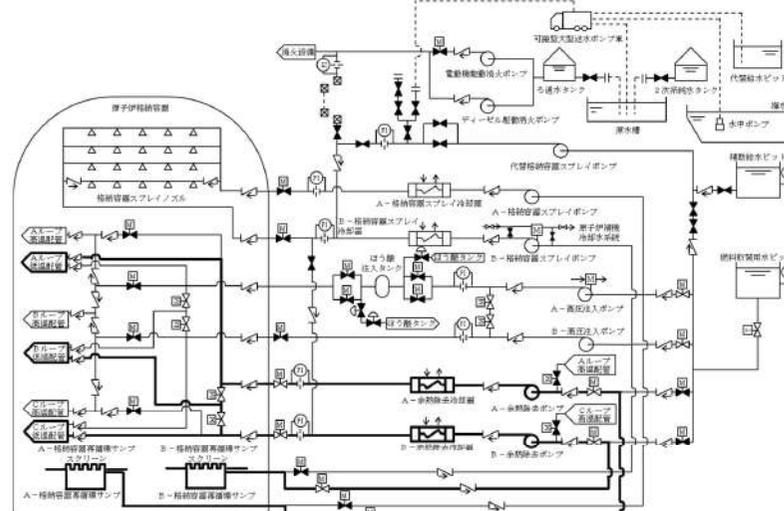 消火設備
可搬型大型送水ポンプ車
電動機駆動消火ポンプ
ろ過水タンク
2次系純水タンク
代替給水ピッ
ディーゼル駆動消火ポンプ
原水槽
水中ポンプ
原子炉格納容器
代替格納容器スプレイポンプ
補助給水ピッ
格納容器スプレイノズル
A-格納容器スプレイ冷却器
A-格納容器スプレイポンプ
B-格納容器スプレイ
冷却器
原子炉補機
冷却水系統
B-格納容器スプレイポンプ
Aループ
高温配管
Aループ
低温配管
ほう酸
注入タンク
ほう酸タンク
燃料取替用水ピッ
A-高圧注入ポンプ
Bループ
高温配管
ほう酸タンク
B-高圧注入ポンプ
Bループ
低温配管
Aループ
高温配管
A-余熱除去冷却器
A-余熱除去ポンプ
Cループ
高温配管
Cループ
高温配管
Cループ
低温配管
B-余熱除去冷却器
B-余熱除去ポンプ
A-格納容器再循環サンプ
スクリーン
B-格納容器再循環サンプ
スクリーン
A-格納容器再循環サンプ
B-格納容器再循環サンプ